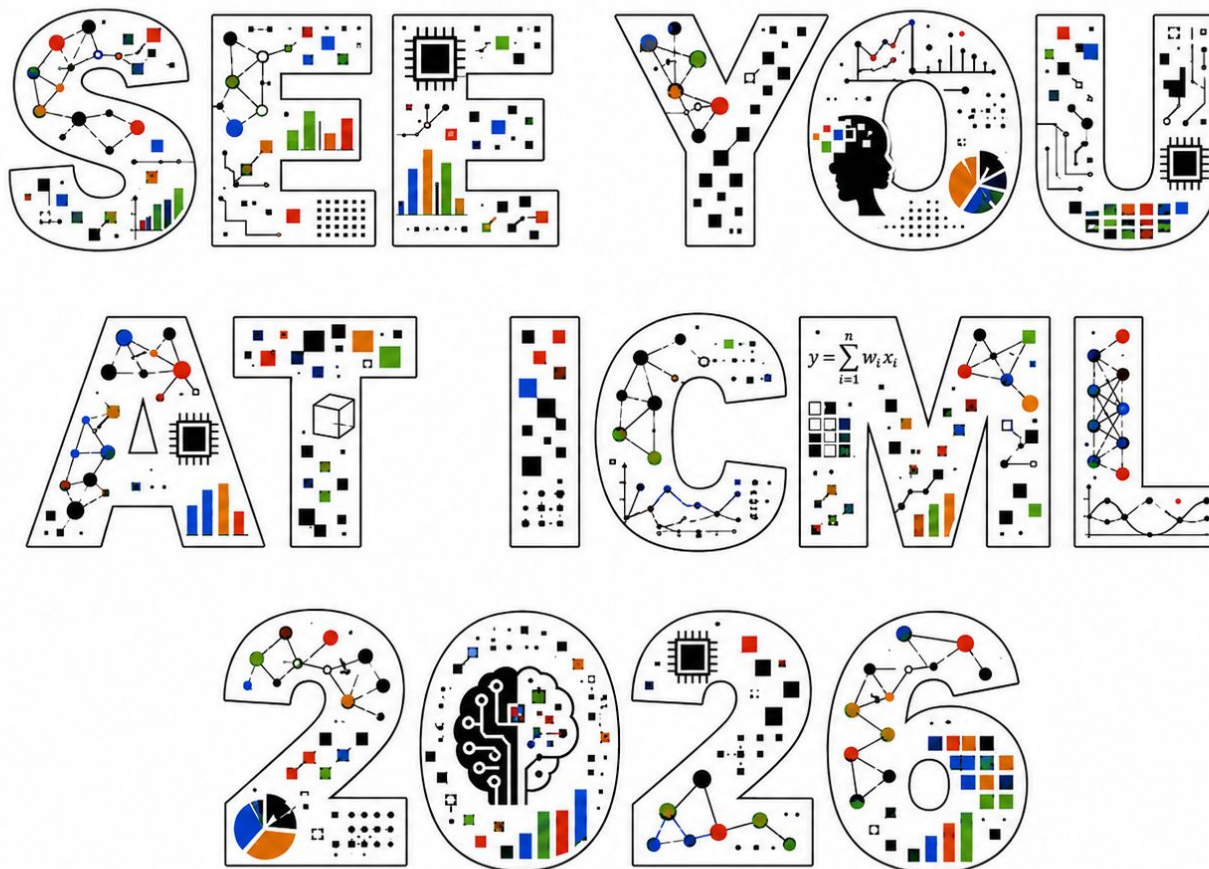 SEE YOU
AT ICML
y = ∑_{i=1}^{n} w_i x_i
2026